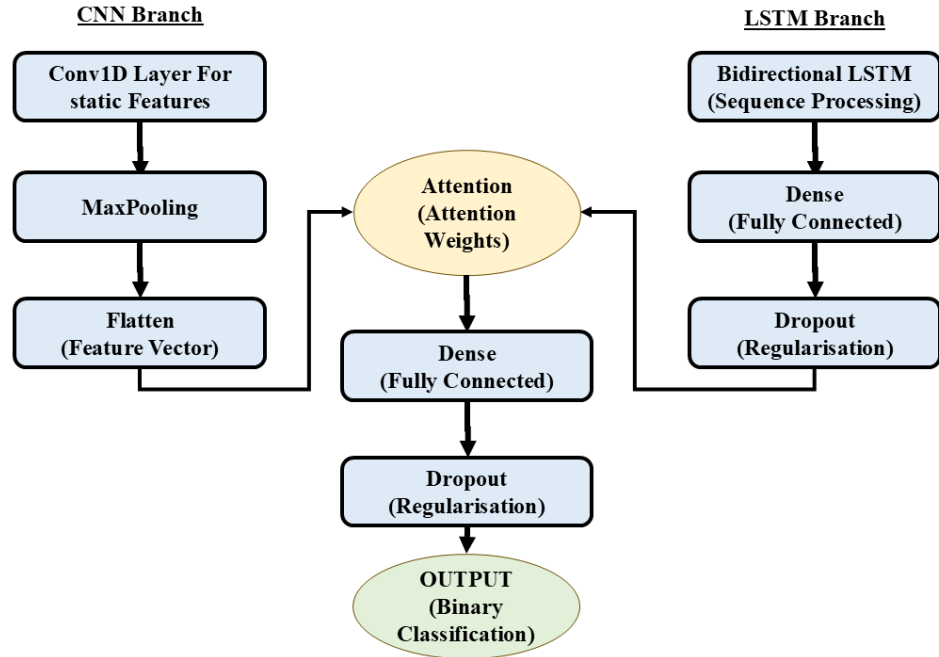 CNN Branch
Conv1D Layer For
static Features
MaxPooling
Flatten
(Feature Vector)
LSTM Branch
Bidirectional LSTM
(Sequence Processing)
Dense
(Fully Connected)
Dropout
(Regularisation)
Attention
(Attention
Weights)
Dense
(Fully Connected)
Dropout
(Regularisation)
OUTPUT
(Binary
Classification)